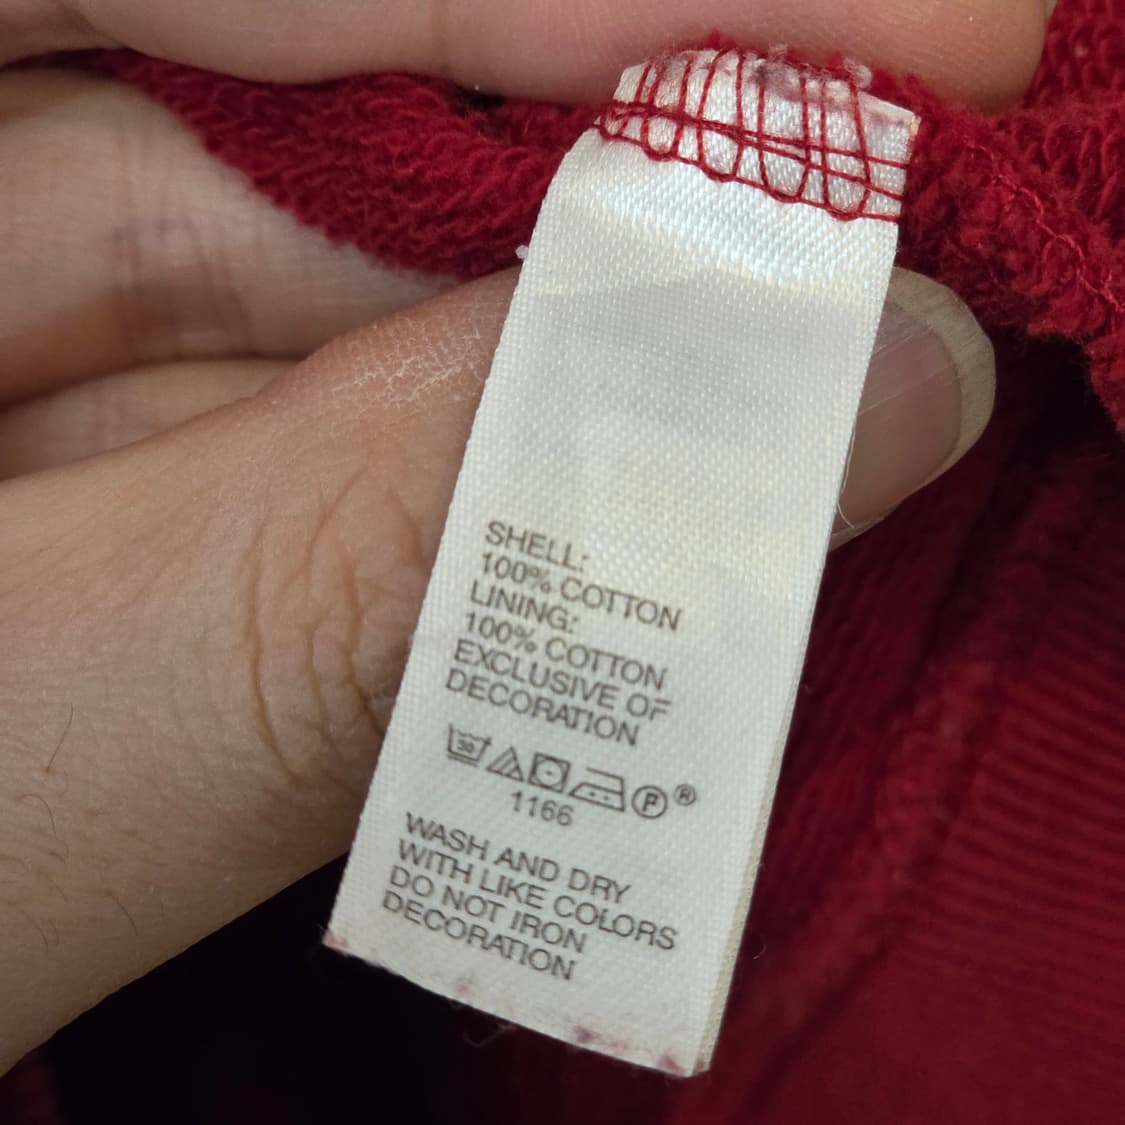 SHELL:
100% COTTON
LINING:
100% COTTON
EXCLUSIVE OF
DECORATION
30 P ®
1166
WASH AND DRY
WITH LIKE COLORS
DO NOT IRON
DECORATION